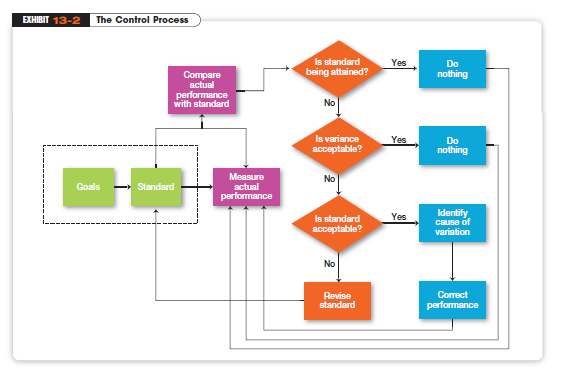 EXHIBIT 13-2 The Control Process
Compare
actual
performance
with standard
Is standard
being attained?
Yes
Do
nothing
No
Is variance
acceptable?
Yes
Do
nothing
No
Goals
Standard
Measure
actual
performance
Is standard
acceptable?
Yes
Identify
cause of
variation
No
Revise
standard
Correct
performance